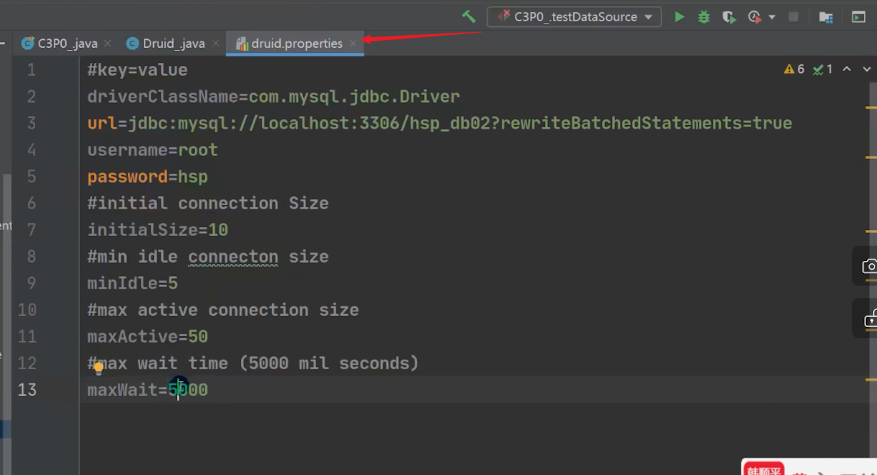 C3P0_.testDataSource
C3P0_.java
Druid_.java
druid.properties
6
1
1 #key=value
2 driverClassName=com.mysql.jdbc.Driver
3 url=jdbc:mysql://localhost:3306/hsp_db02?rewriteBatchedStatements=true
4 username=root
5 password=hsp
6 #initial connection Size
7 initialSize=10
8 #min idle connecton size
9 minIdle=5
10 #max active connection size
11 maxActive=50
12 #max wait time (5000 mil seconds)
13 maxWait=5000
韩顺平